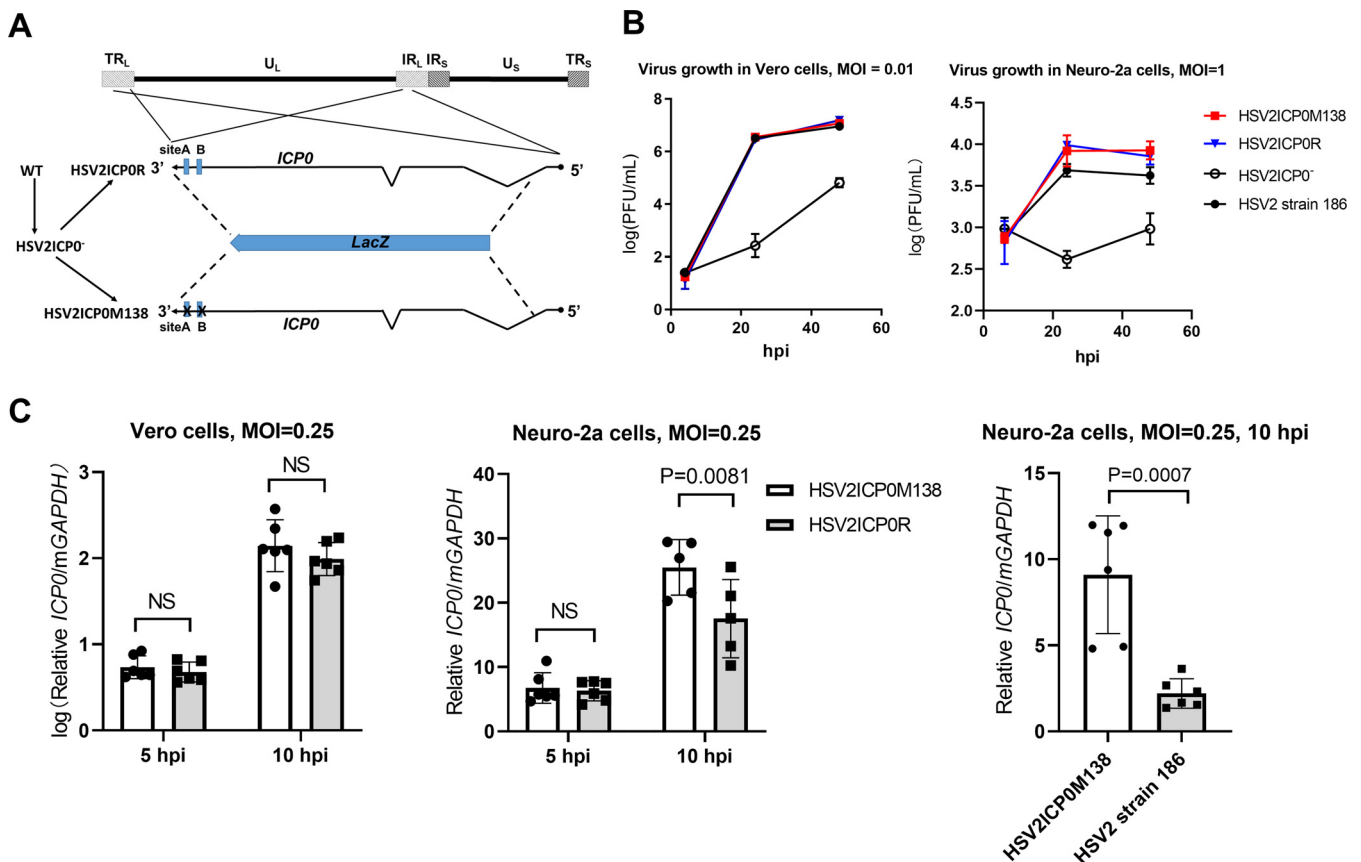 A
TRL
UL
IRL IRS
US
TRS
siteA B
ICP0
WT
HSV2ICP0R
3’
5’
HSV2ICP0-
LacZ
HSV2ICP0M138
3’
X X
5’
siteA B
ICP0
B
Virus growth in Vero cells, MOI = 0.01
log(PFU/mL)
8
6
4
2
0
0 20 40 60
hpi
Virus growth in Neuro-2a cells, MOI=1
log(PFU/mL)
4.5
4.0
3.5
3.0
2.5
2.0
0 20 40 60
hpi
HSV2ICP0M138
HSV2ICP0R
HSV2ICP0-
HSV2 strain 186
C
Vero cells, MOI=0.25
log(Relative ICP0/mGAPDH)
3
2
1
0
NS
NS
5 hpi 10 hpi
Neuro-2a cells, MOI=0.25
Relative ICP0/mGAPDH
40
30
20
10
0
NS
P=0.0081
5 hpi 10 hpi
HSV2ICP0M138
HSV2ICP0R
Neuro-2a cells, MOI=0.25, 10 hpi
Relative ICP0/mGAPDH
15
10
5
0
P=0.0007
HSV2ICP0M138
HSV2 strain 186